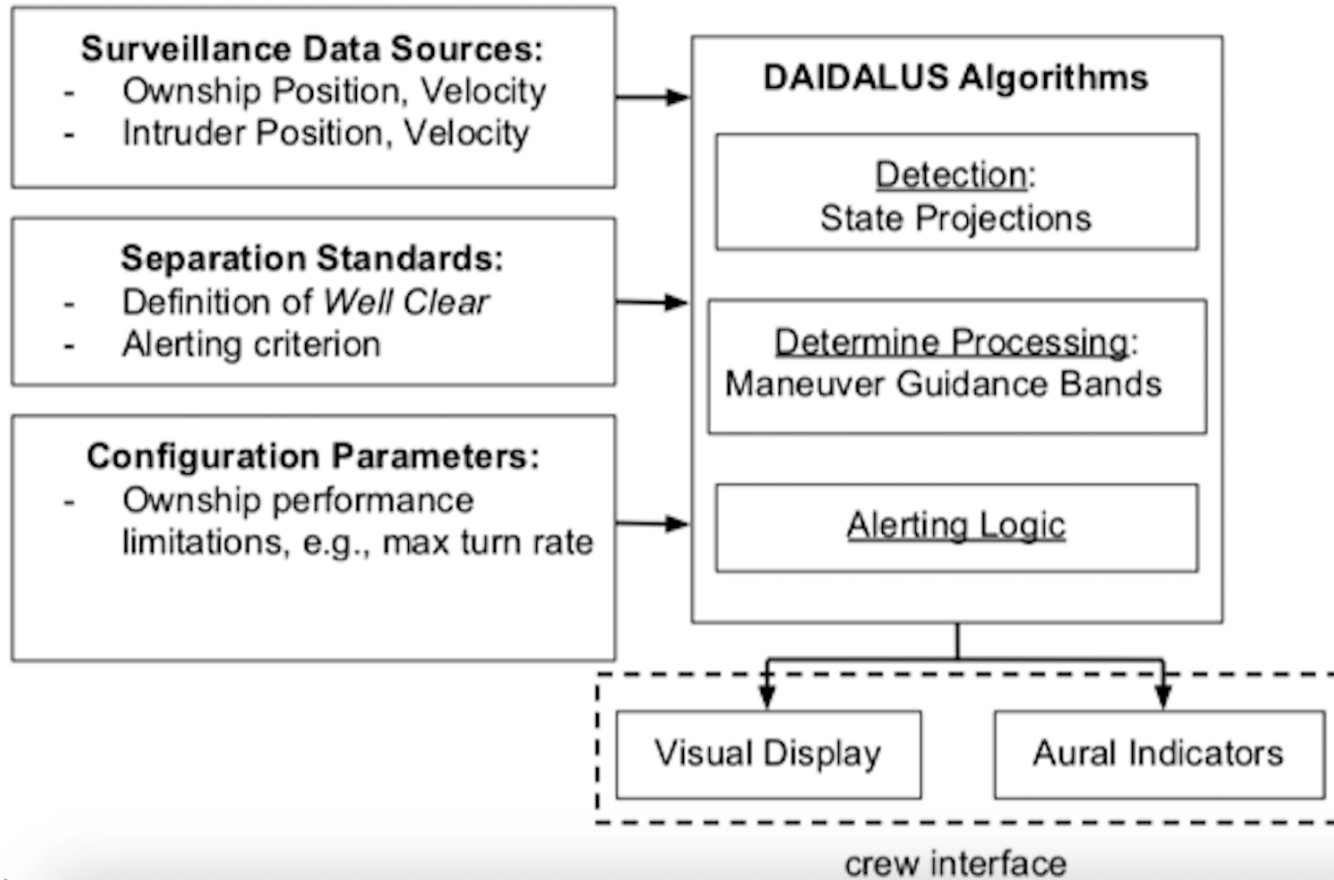 Surveillance Data Sources:
- Ownship Position, Velocity
- Intruder Position, Velocity
Separation Standards:
- Definition of Well Clear
- Alerting criterion
Configuration Parameters:
- Ownship performance
limitations, e.g., max turn rate
DAIDALUS Algorithms
Detection:
State Projections
Determine Processing:
Maneuver Guidance Bands
Alerting Logic
Visual Display
Aural Indicators
crew interface